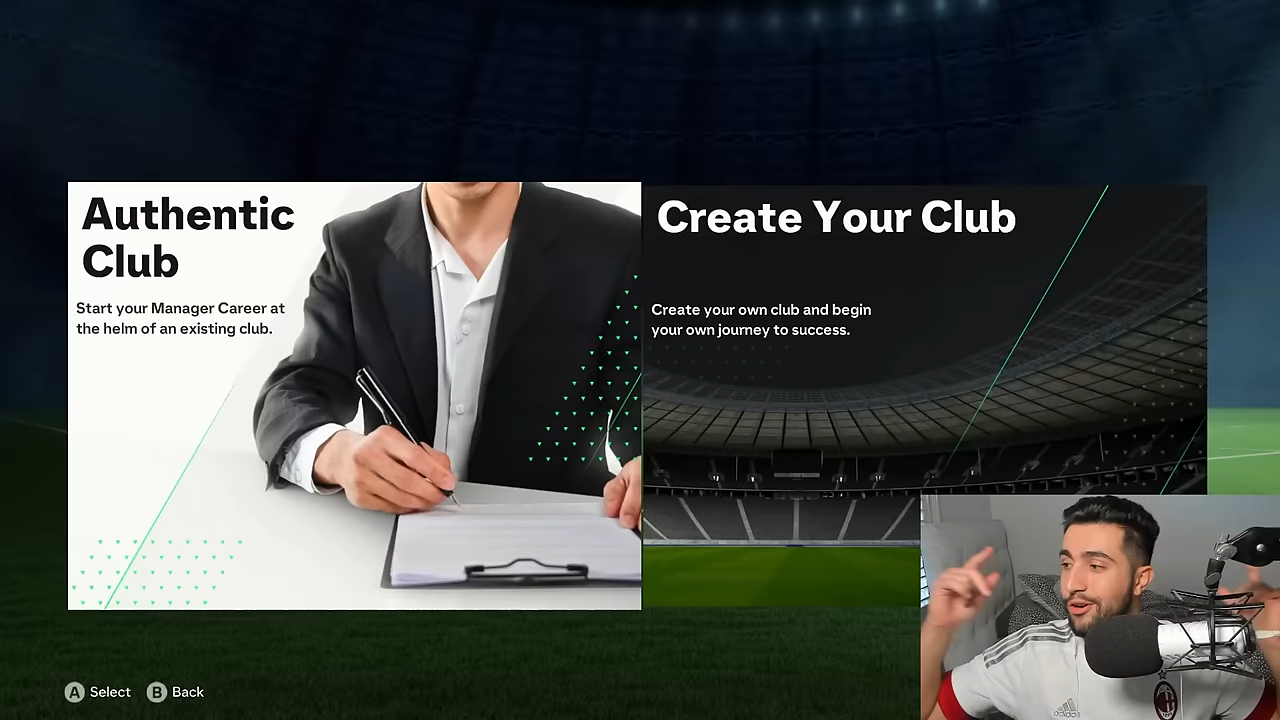 Authentic
Club
Start your Manager Career at
the helm of an existing club.
Create Your Club
Create your own club and begin
your own journey to success.
A Select B Back
adidas